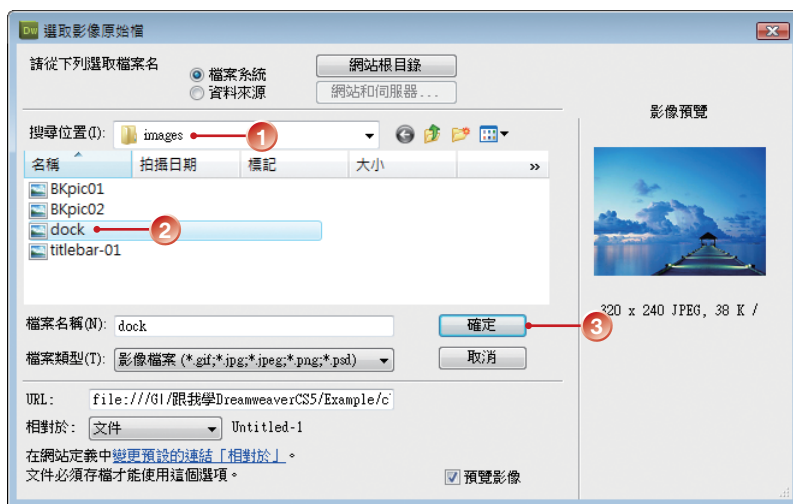 Dw 選取影像原始檔
請從下列選取檔案名
檔案系統
資料來源
網站根目錄
網站和伺服器...
影像預覽
搜尋位置(I): images
1
名稱 拍攝日期 標記 大小 »
BKpic01
BKpic02
dock
2
titlebar-01
320 x 240 JPEG, 38 K /
檔案名稱(N): dock
確定
3
檔案類型(T): 影像檔案 (*.gif;*.jpg;*.jpeg;*.png;*.psd)
取消
URL: file:///G|/跟我學DreamweaverCS5/Example/c
相對於: 文件 Untitled-1
在網站定義中變更預設的連結「相對於」。
文件必須存檔才能使用這個選項。
預覽影像